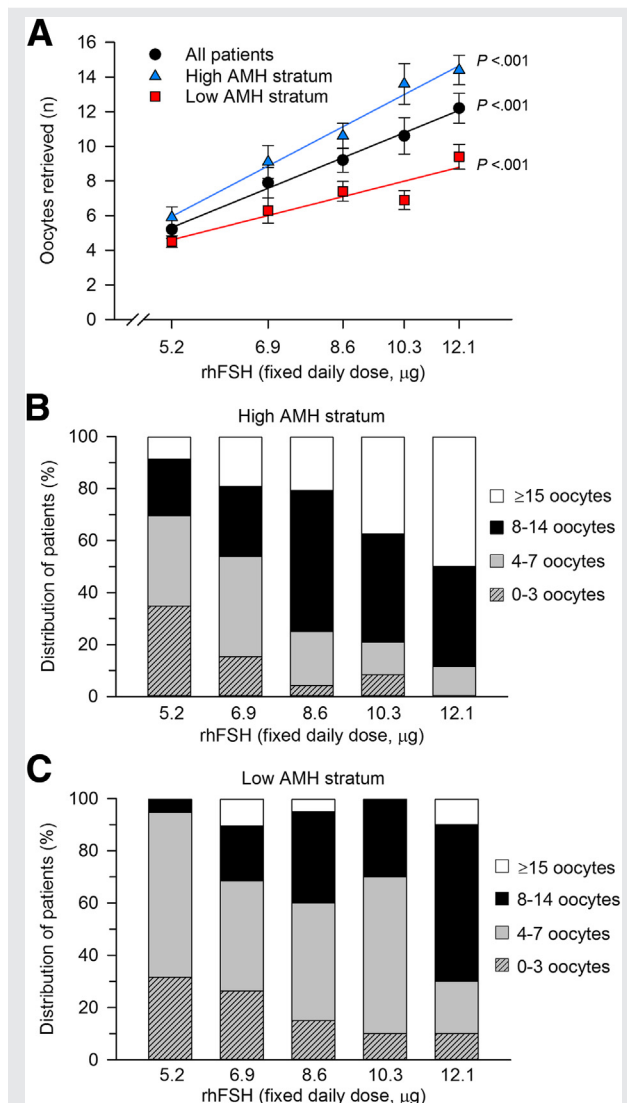 A
16
14
12
10
8
6
4
2
0
Oocytes retrieved (n)
All patients
High AMH stratum
Low AMH stratum
P <.001
P <.001
P <.001
5.2 6.9 8.6 10.3 12.1
rhFSH (fixed daily dose, μg)
B
High AMH stratum
100
80
60
40
20
0
Distribution of patients (%)
≥15 oocytes
8-14 oocytes
4-7 oocytes
0-3 oocytes
5.2 6.9 8.6 10.3 12.1
rhFSH (fixed daily dose, μg)
C
Low AMH stratum
100
80
60
40
20
0
Distribution of patients (%)
≥15 oocytes
8-14 oocytes
4-7 oocytes
0-3 oocytes
5.2 6.9 8.6 10.3 12.1
rhFSH (fixed daily dose, μg)